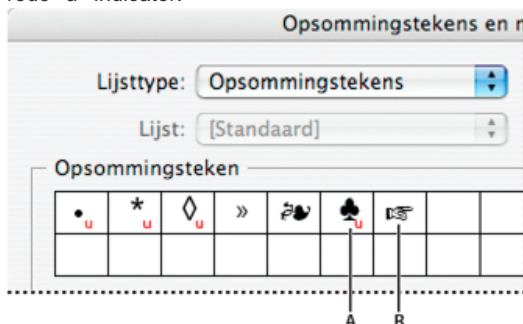 rode "u"-indicator.
Opsommingstekens en n
Lijsttype: Opsommingstekens
Lijst: [Standaard]
Opsommingsteken
• u * u ◊ u » ❧ ♣ u ☞
A B